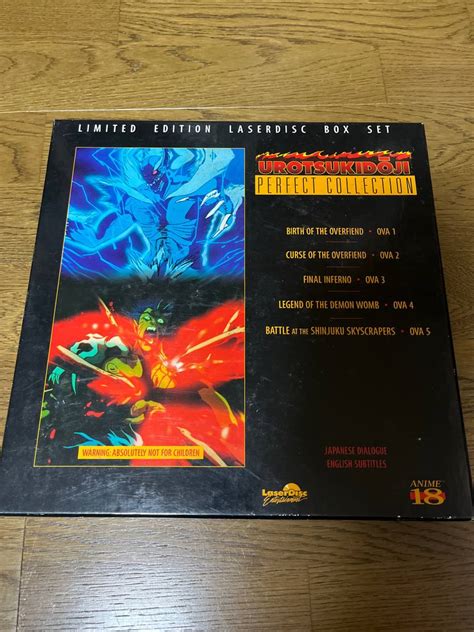 LIMITED EDITION LASERDISC BOX SET
UROTSUKIDŌJI
PERFECT COLLECTION
BIRTH OF THE OVERFIEND • OVA 1
CURSE OF THE OVERFIEND • OVA 2
FINAL INFERNO • OVA 3
LEGEND OF THE DEMON WOMB • OVA 4
BATTLE AT THE SHINJUKU SKYSCRAPERS • OVA 5
WARNING: ABSOLUTELY NOT FOR CHILDREN
JAPANESE DIALOGUE
ENGLISH SUBTITLES
LaserDisc
Entertainment
ANIME
18